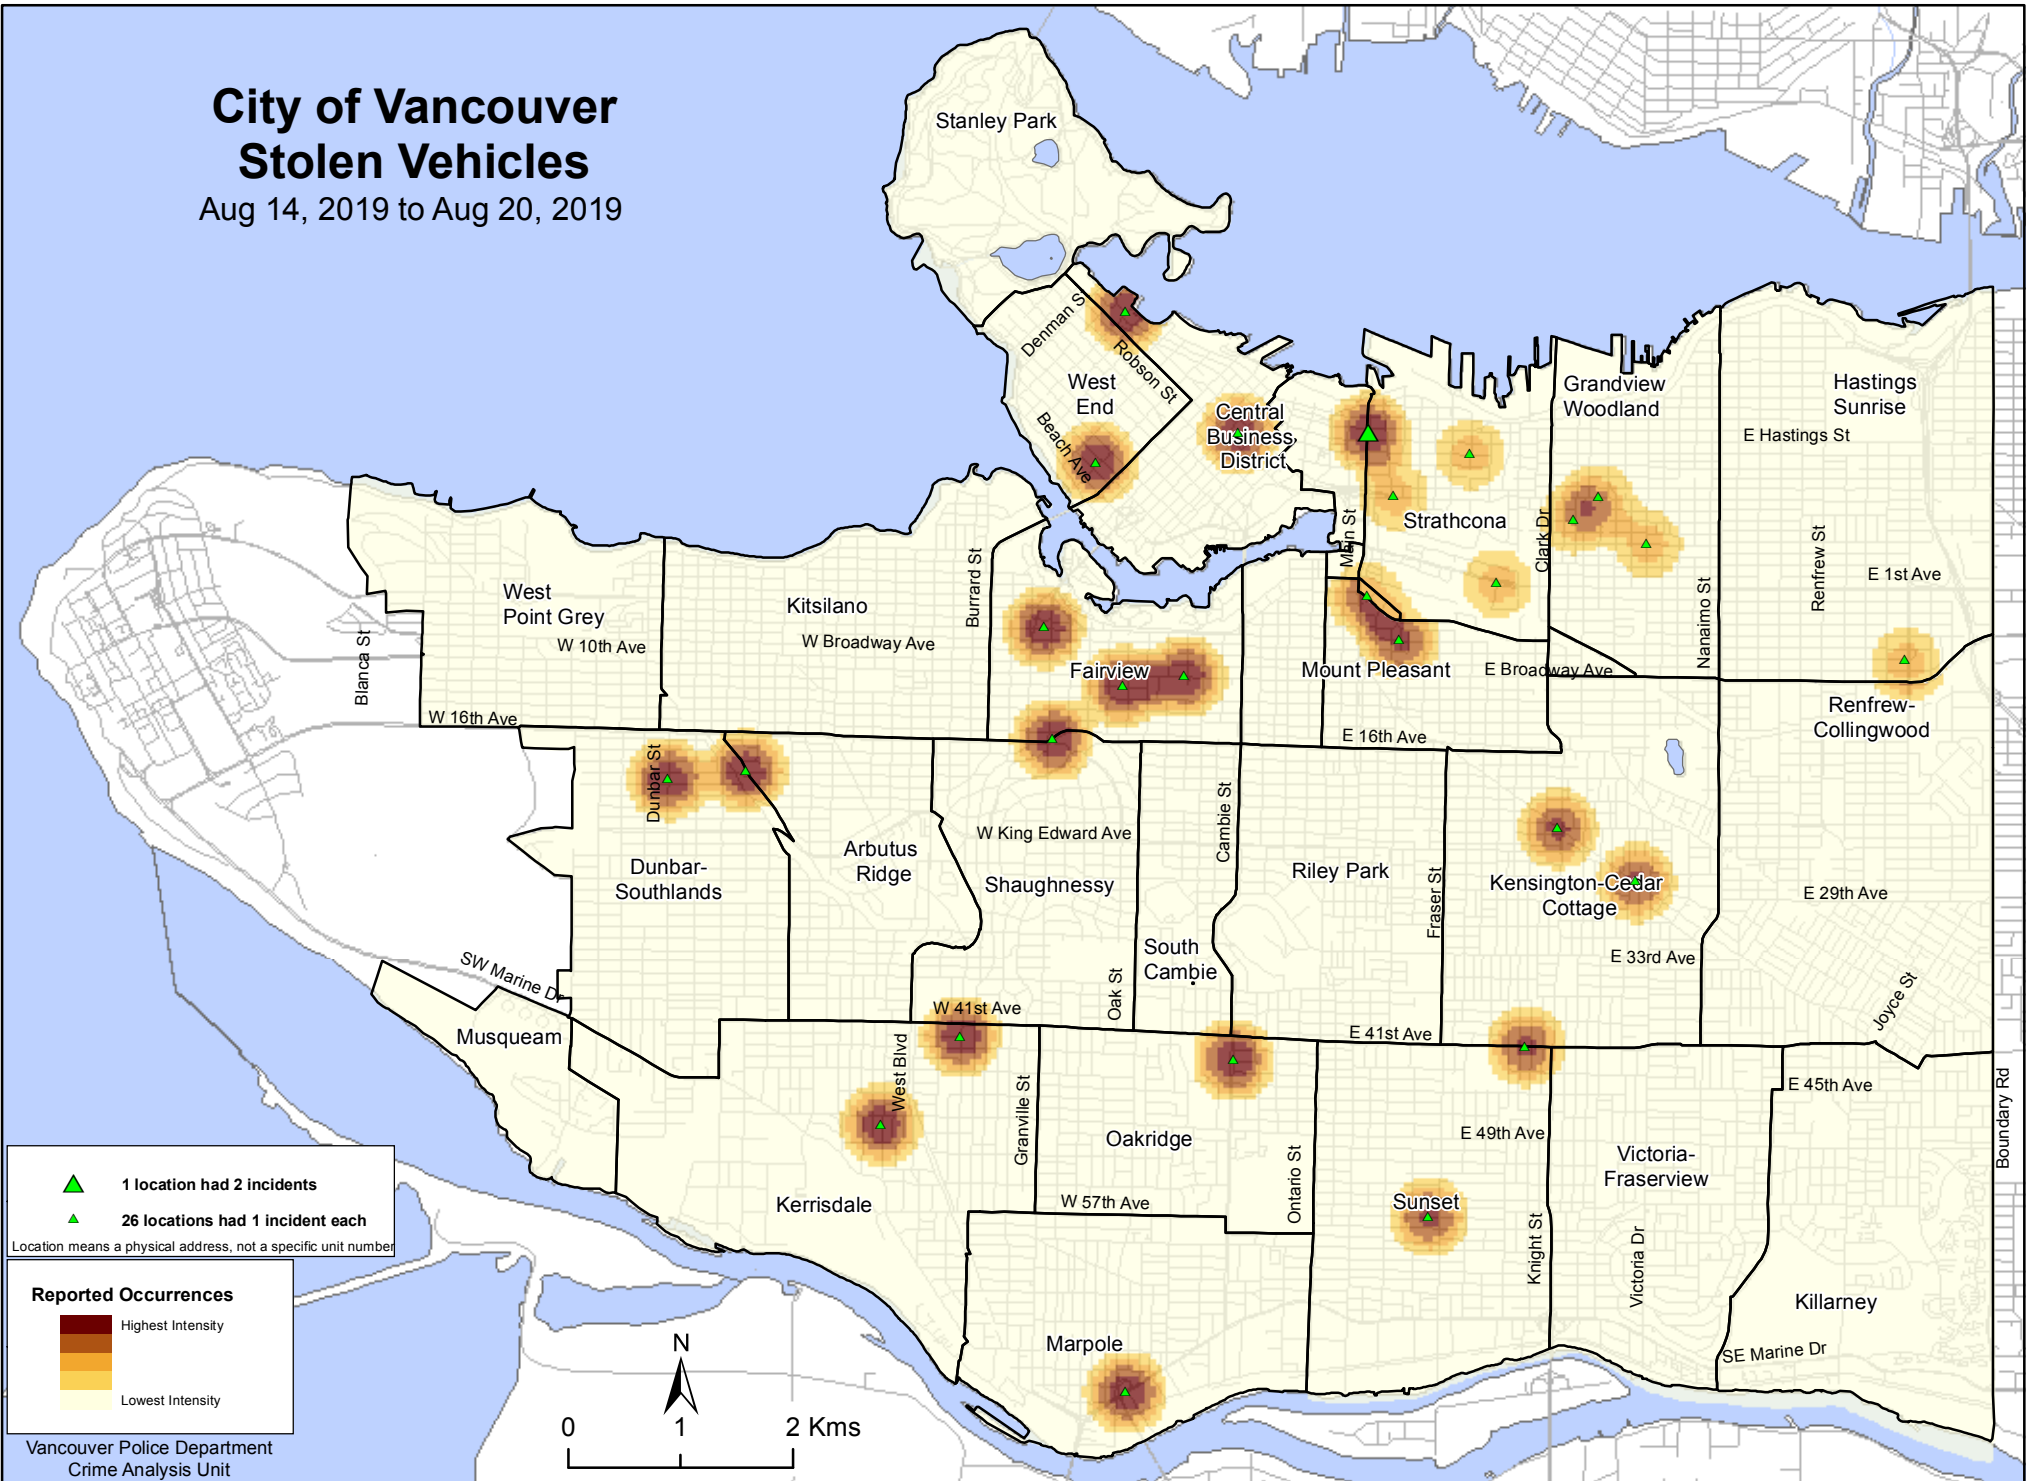 City of Vancouver
Stolen Vehicles
Aug 14, 2019 to Aug 20, 2019
Stanley Park
Denman S
Robson St
West
End
Beach Ave
Central
Business
District
Grandview
Woodland
Hastings
Sunrise
E Hastings St
Main St
Strathcona
Clark Dr
Nanaimo St
Renfrew St
E 1st Ave
West
Point Grey
W 10th Ave
Blanca St
W 16th Ave
Kitsilano
W Broadway Ave
Burrard St
Fairview
Mount Pleasant
E Broadway Ave
E 16th Ave
Renfrew-
Collingwood
Dunbar St
Dunbar-
Southlands
Arbutus
Ridge
W King Edward Ave
Shaughnessy
Cambie St
Riley Park
Fraser St
Kensington-Cedar
Cottage
E 29th Ave
E 33rd Ave
South
Cambie
Oak St
SW Marine Dr
Musqueam
W 41st Ave
E 41st Ave
Joyce St
West Blvd
Granville St
Oakridge
Ontario St
E 49th Ave
E 45th Ave
Boundary Rd
Victoria-
Fraserview
Kerrisdale
W 57th Ave
Sunset
Knight St
Victoria Dr
Killarney
Marpole
SE Marine Dr
1 location had 2 incidents
26 locations had 1 incident each
Location means a physical address, not a specific unit number
Reported Occurrences
Highest Intensity
Lowest Intensity
Vancouver Police Department
Crime Analysis Unit
N
0 1 2 Kms